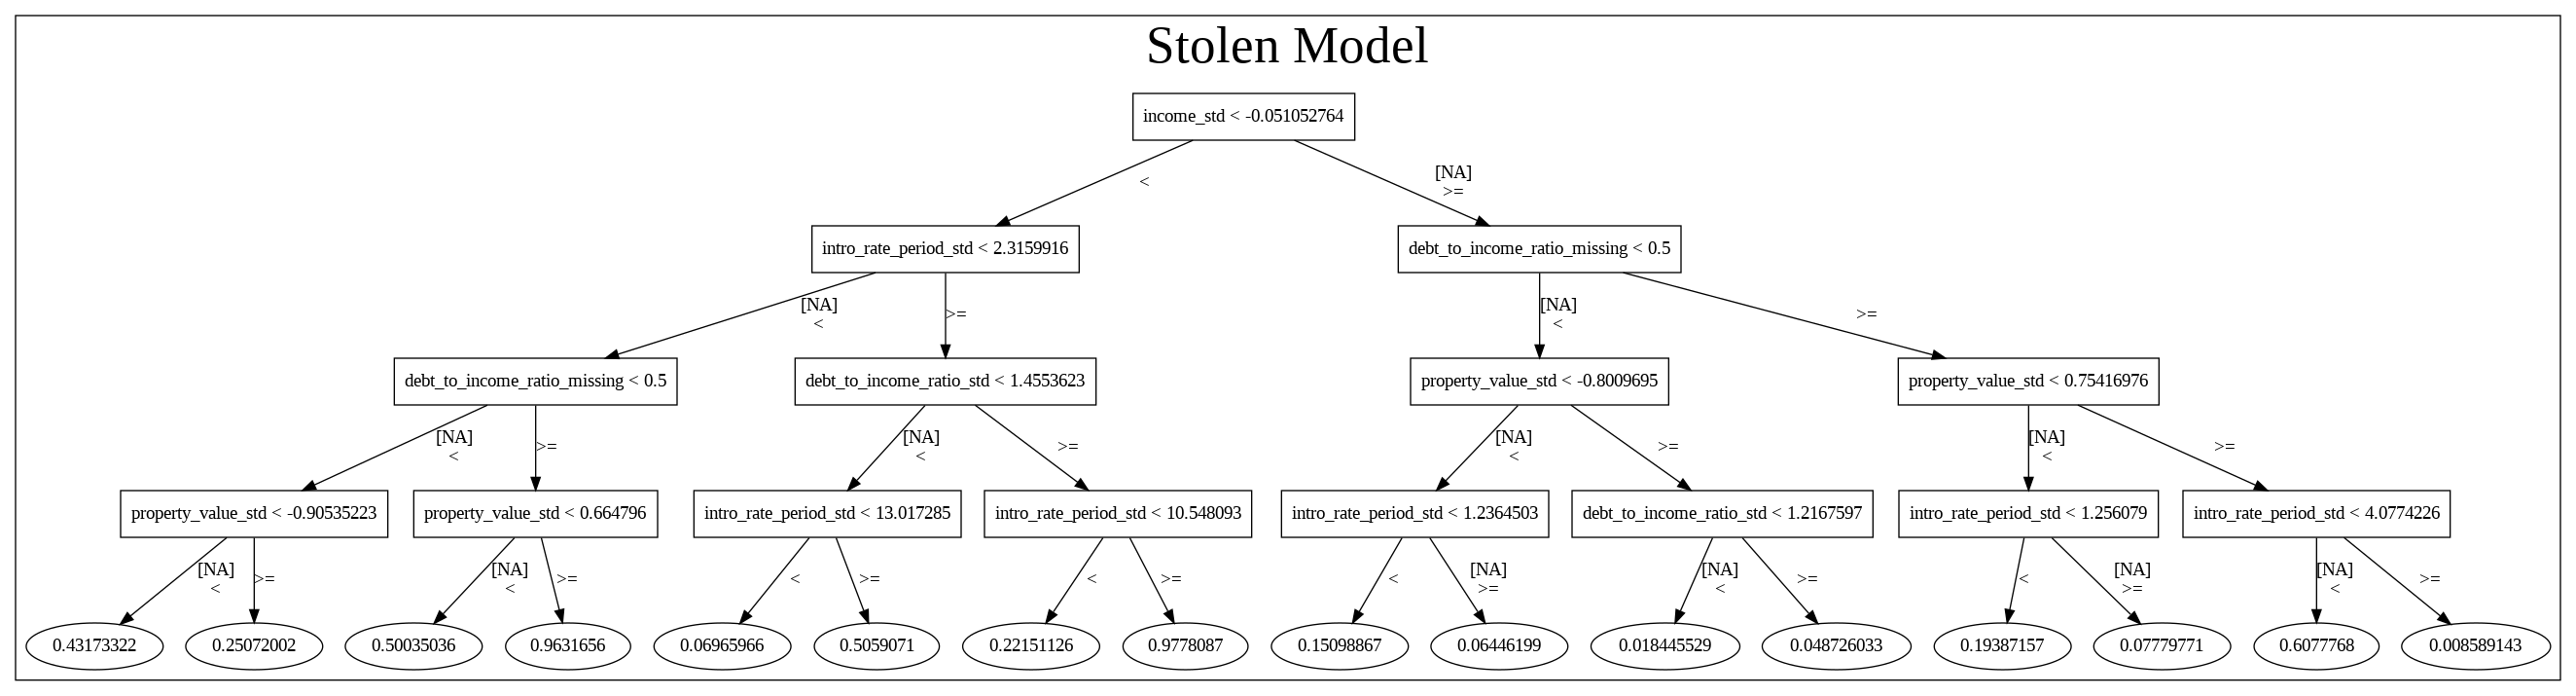 Stolen Model
income_std < -0.051052764
<
[NA]
>=
intro_rate_period_std < 2.3159916
debt_to_income_ratio_missing < 0.5
[NA]
<
>=
[NA]
<
>=
debt_to_income_ratio_missing < 0.5
debt_to_income_ratio_std < 1.4553623
property_value_std < -0.8009695
property_value_std < 0.75416976
[NA]
<
>=
[NA]
<
>=
[NA]
<
>=
[NA]
<
>=
property_value_std < -0.90535223
property_value_std < 0.664796
intro_rate_period_std < 13.017285
intro_rate_period_std < 10.548093
intro_rate_period_std < 1.2364503
debt_to_income_ratio_std < 1.2167597
intro_rate_period_std < 1.256079
intro_rate_period_std < 4.0774226
[NA]
<
>=
[NA]
<
>=
<
>=
<
>=
<
[NA]
>=
[NA]
<
>=
<
[NA]
>=
[NA]
<
>=
0.43173322
0.25072002
0.50035036
0.9631656
0.06965966
0.5059071
0.22151126
0.9778087
0.15098867
0.06446199
0.018445529
0.048726033
0.19387157
0.07779771
0.6077768
0.008589143